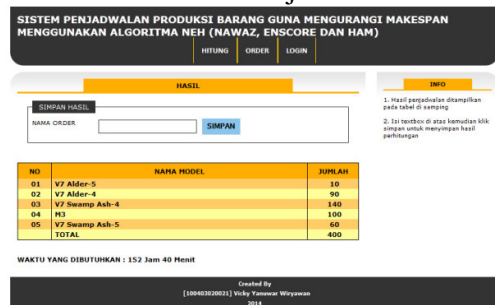 SISTEM PENJADWALAN PRODUKSI BARANG GUNA MENGURANGI MAKESPAN
MENGGUNAKAN ALGORITMA NEH (NAWAZ, ENSCORE DAN HAM)
HITUNG ORDER LOGIN
HASIL
SIMPAN HASIL
NAMA ORDER SIMPAN
NO NAMA MODEL JUMLAH
01 V7 Alder-5 10
02 V7 Alder-4 90
03 V7 Swamp Ash-4 140
04 M3 100
05 V7 Swamp Ash-5 60
TOTAL 400
WAKTU YANG DIBUTUHKAN : 152 Jam 40 Menit
INFO
1. Hasil penjadwalan ditampilkan
pada tabel di samping
2. Isi textbox di atas kemudian klik
simpan untuk menyimpan hasil
perhitungan
Created By
[100403020021] Vicky Yanuwar Wiryawan
2014